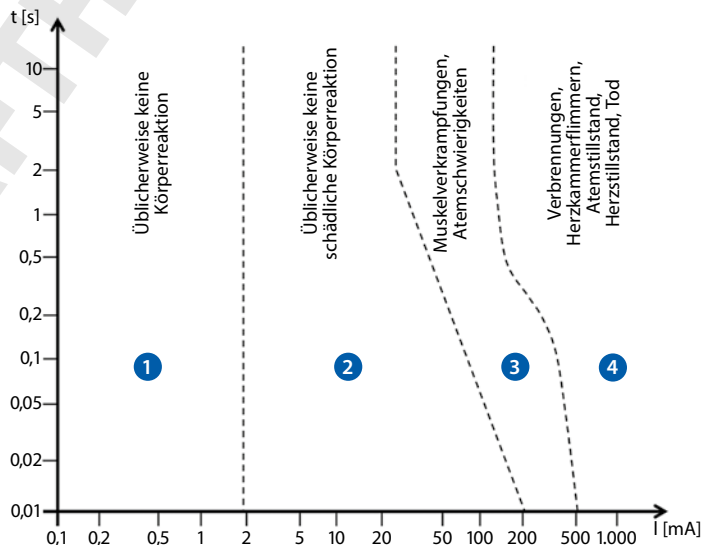 t [s]
10
5
2
1
0,5
0,2
0,1
0,05
0,02
0,01
Üblicherweise keine
Körperreaktion
Üblicherweise keine
schädliche Körperreaktion
Muskelverkrampfungen,
Atemschwierigkeiten
Verbrennungen,
Herzkammerflimmern,
Atemstillstand,
Herzstillstand, Tod
1
2
3
4
0,1 0,2 0,5 1 2 5 10 20 50 100 200 500 1.000 I [mA]